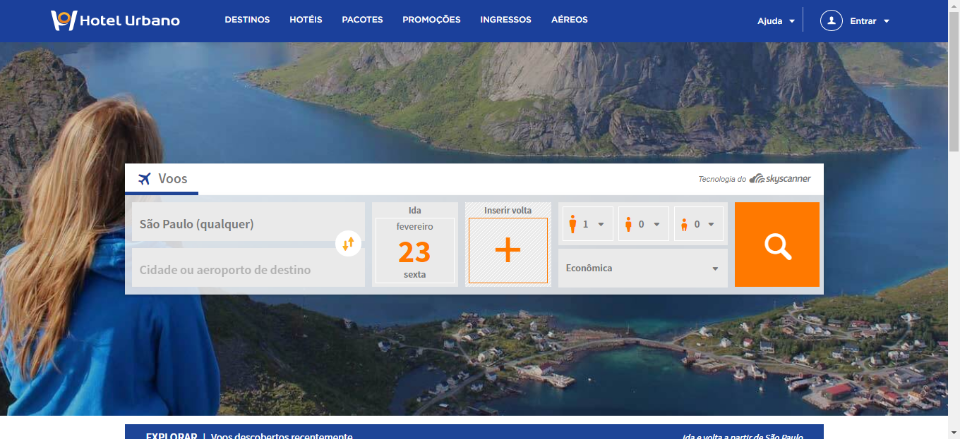 Hotel Urbano
DESTINOS HOTÉIS PACOTES PROMOÇÕES INGRESSOS AÉREOS
Ajuda
Entrar
Voos
Tecnologia do skyscanner
São Paulo (qualquer)
Cidade ou aeroporto de destino
Ida
fevereiro
23
sexta
Inserir volta
+
1 0 0
Econômica
EXPLORAR | Voos descobertos recentemente
Ida e volta a partir de São Paulo